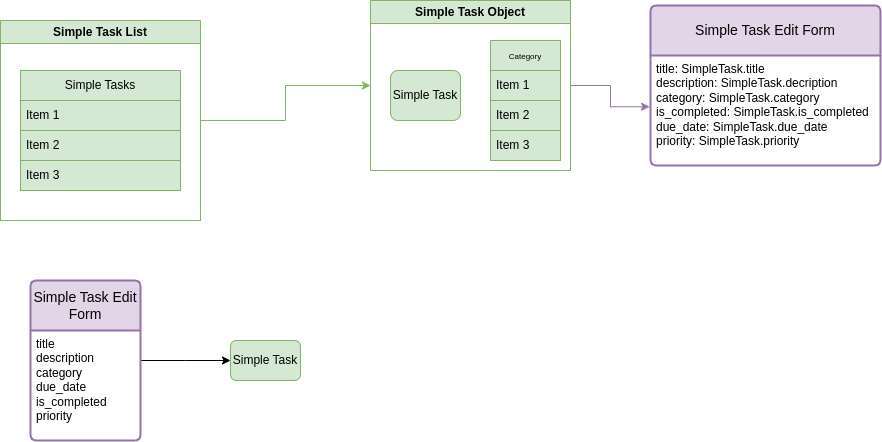 Simple Task List
Simple Tasks
Item 1
Item 2
Item 3
Simple Task Object
Simple Task
Category
Item 1
Item 2
Item 3
Simple Task Edit Form
title: SimpleTask.title
description: SimpleTask.decription
category: SimpleTask.category
is_completed: SimpleTask.is_completed
due_date: SimpleTask.due_date
priority: SimpleTask.priority
Simple Task Edit
Form
title
description
category
due_date
is_completed
priority
Simple Task